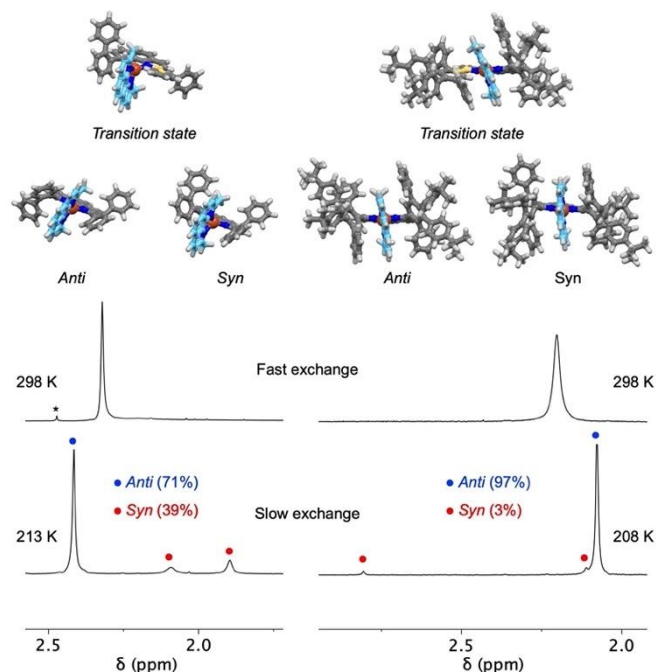 Transition state Transition state
Anti Syn Anti Syn
298 K Fast exchange 298 K
*
Anti (71%) Anti (97%)
Syn (39%) Syn (3%)
213 K Slow exchange 208 K
2.5 2.0 2.5 2.0
δ (ppm) δ (ppm)